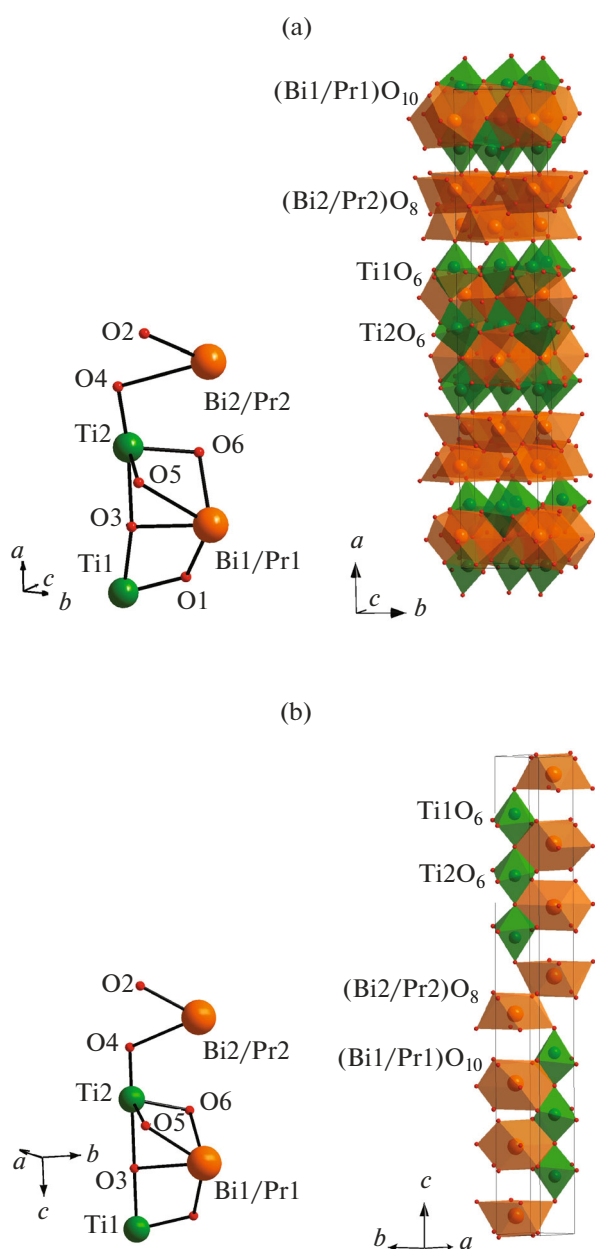 (a)
(Bi1/Pr1)O₁₀
(Bi2/Pr2)O₈
Ti1O₆
Ti2O₆
O2
O4
Bi2/Pr2
Ti2
O6
O5
O3
Bi1/Pr1
Ti1
O1
a
c
b
a
c
b
(b)
Ti1O₆
Ti2O₆
(Bi2/Pr2)O₈
(Bi1/Pr1)O₁₀
O2
Bi2/Pr2
O4
Ti2
O6
O5
O3
Bi1/Pr1
Ti1
a
b
c
c
b
a